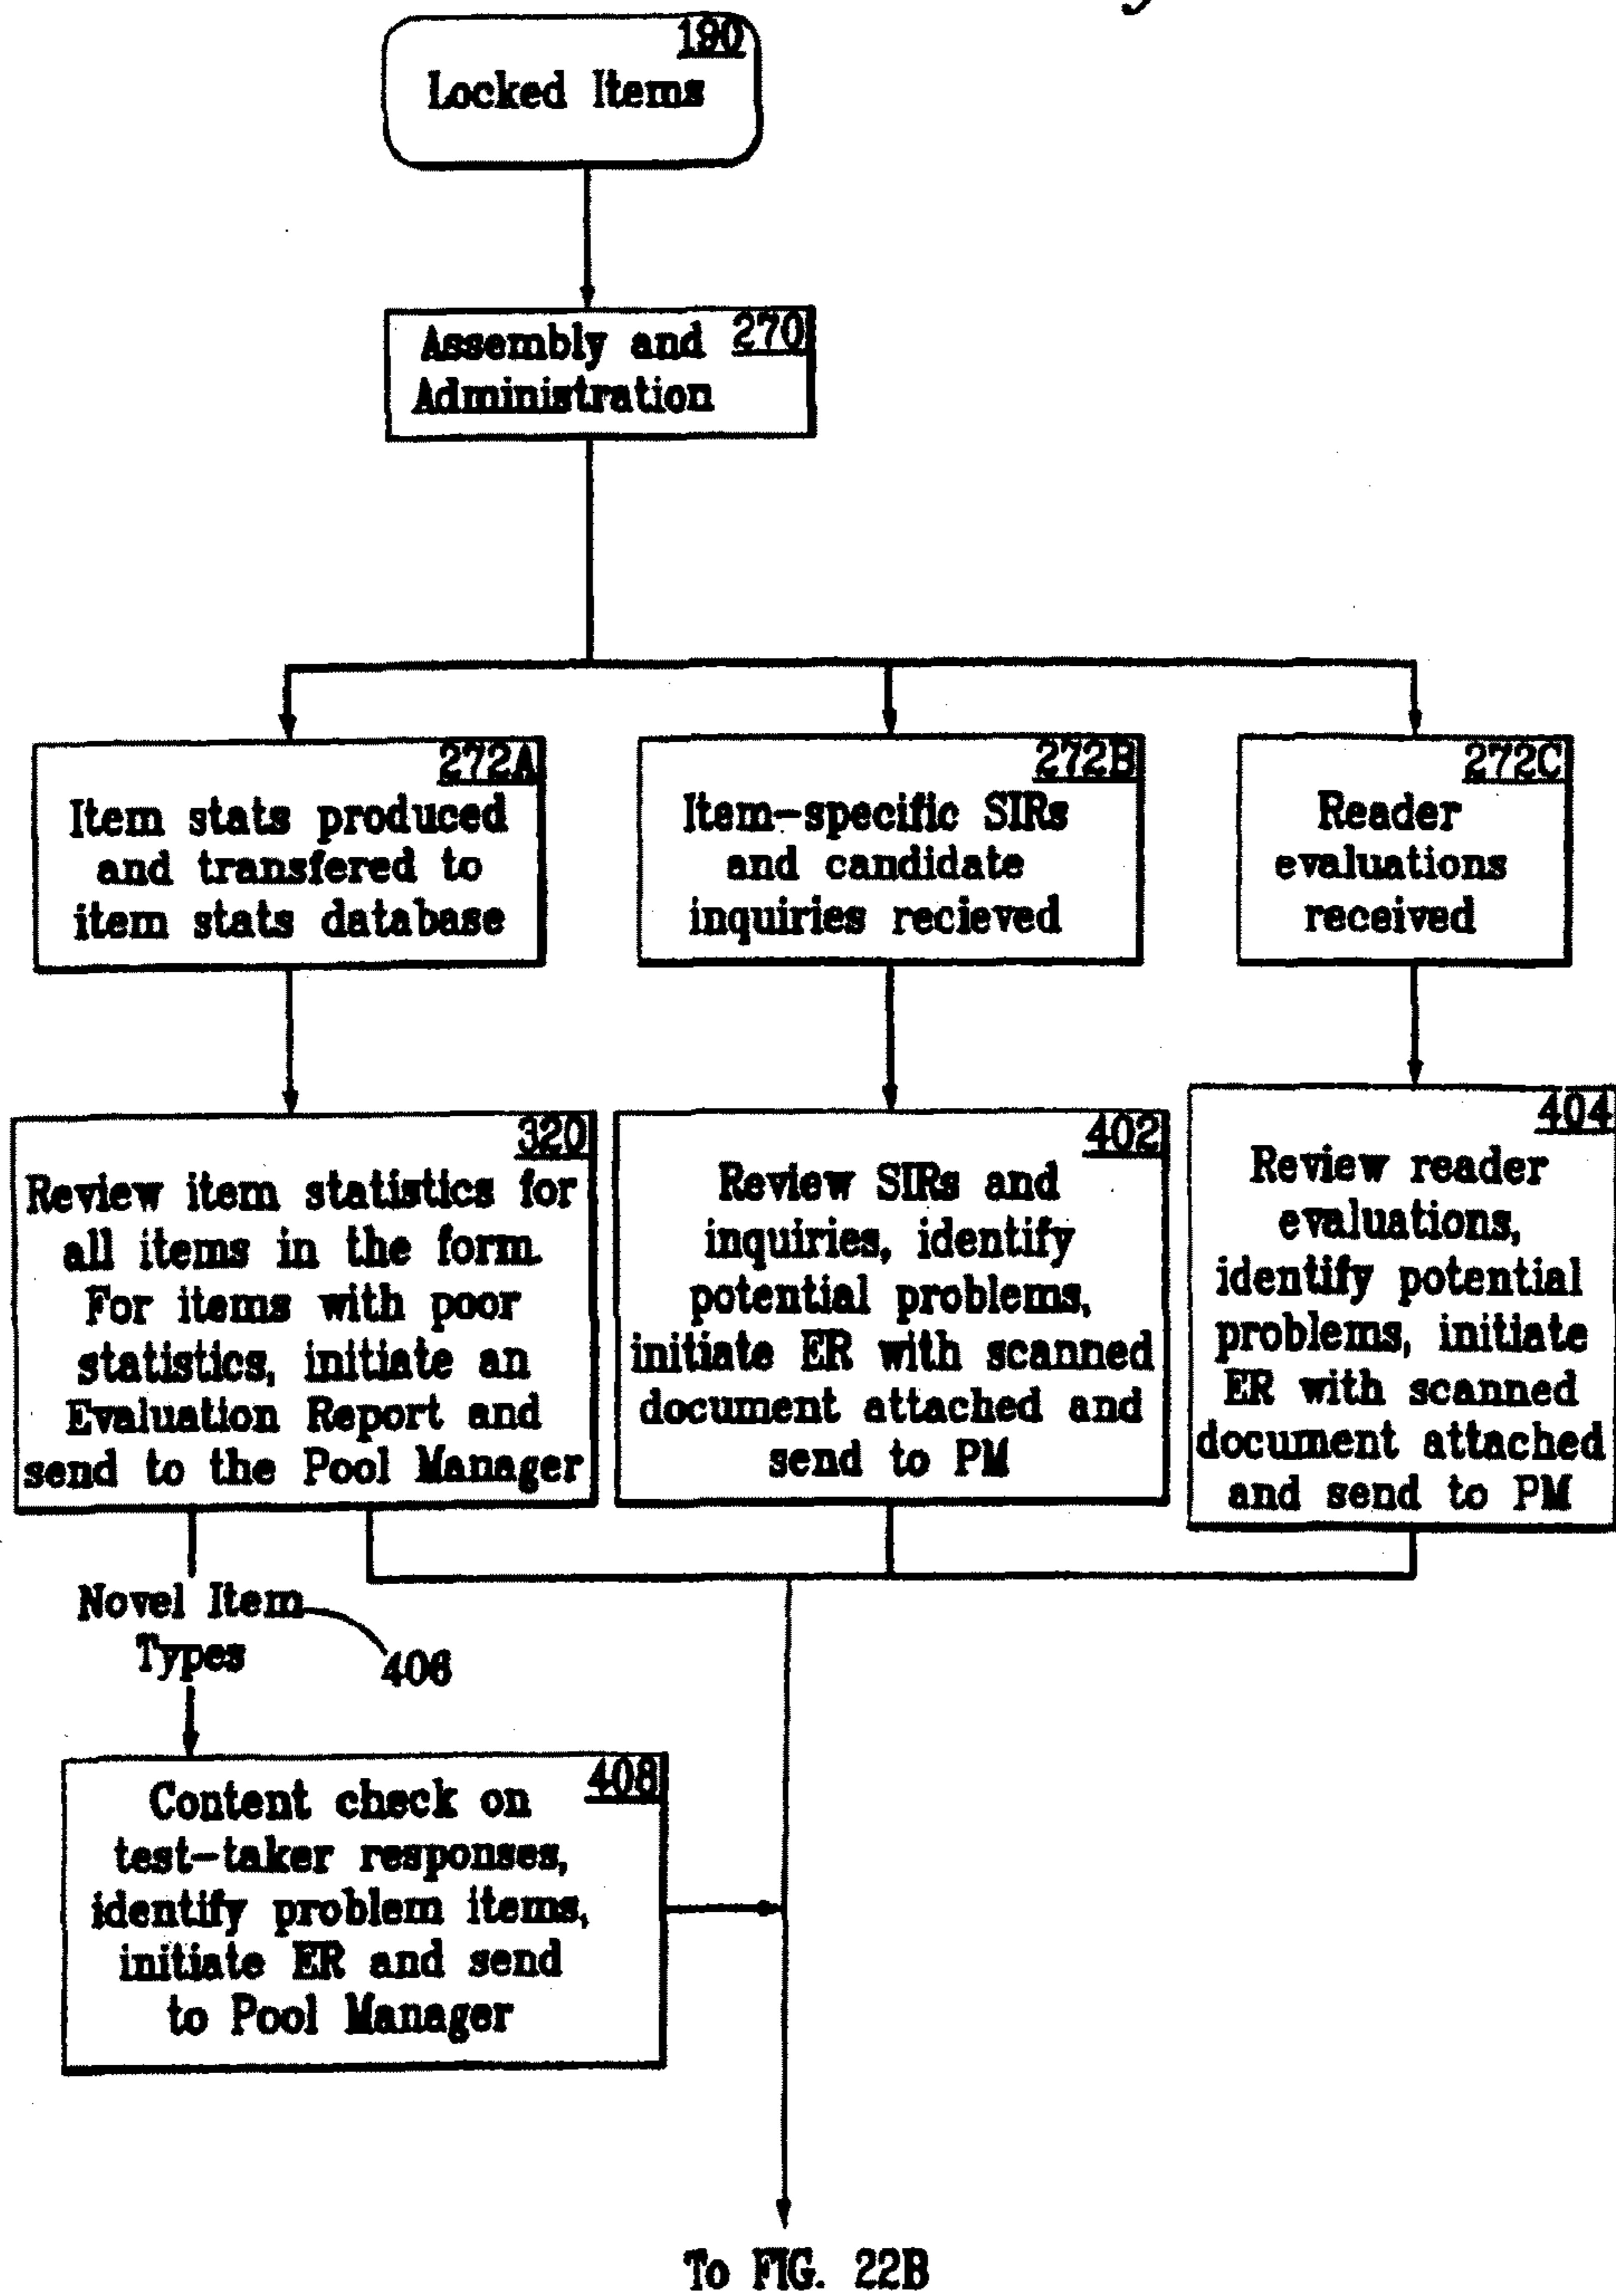 190
Locked Items
Assembly and 270
Administration
272A
Item stats produced
and transfered to
item stats database
272B
Item-specific SIRs
and candidate
inquiries recieved
272C
Reader
evaluations
received
320
Review item statistics for
all items in the form.
For items with poor
statistics, initiate an
Evaluation Report and
send to the Pool Manager
402
Review SIRs and
inquiries, identify
potential problems,
initiate ER with scanned
document attached and
send to PM
404
Review reader
evaluations,
identify potential
problems, initiate
ER with scanned
document attached
and send to PM
Novel Item
Types
406
408
Content check on
test-taker responses,
identify problem items,
initiate ER and send
to Pool Manager
To FIG. 22B